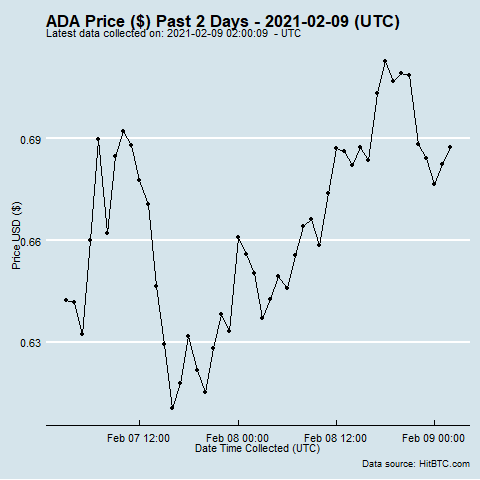 ADA Price ($) Past 2 Days - 2021-02-09 (UTC)
Latest data collected on: 2021-02-09 02:00:09 - UTC
0.69
0.66
0.63
Price USD ($)
Feb 07 12:00 Feb 08 00:00 Feb 08 12:00 Feb 09 00:00
Date Time Collected (UTC)
Data source: HitBTC.com